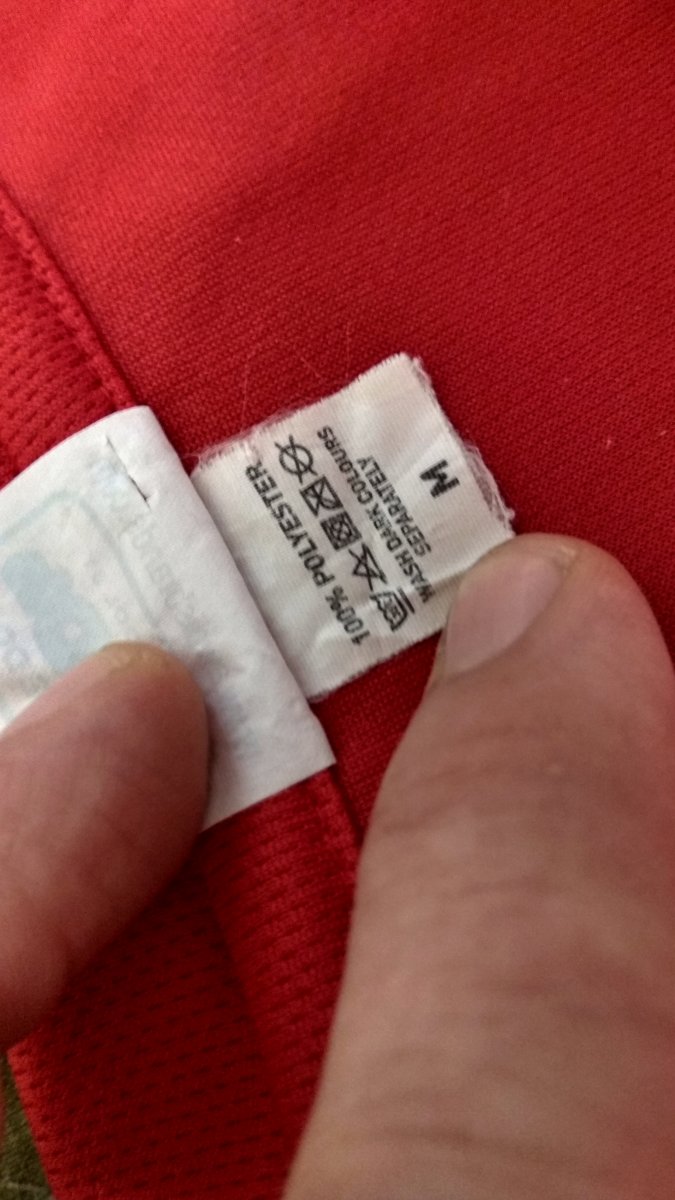 100% POLYESTER
WASH DARK COLOURS
SEPARATELY
M